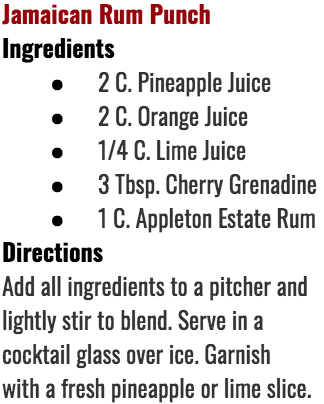 Jamaican Rum Punch
Ingredients
● 2 C. Pineapple Juice
● 2 C. Orange Juice
● 1/4 C. Lime Juice
● 3 Tbsp. Cherry Grenadine
● 1 C. Appleton Estate Rum
Directions
Add all ingredients to a pitcher and
lightly stir to blend. Serve in a
cocktail glass over ice. Garnish
with a fresh pineapple or lime slice.